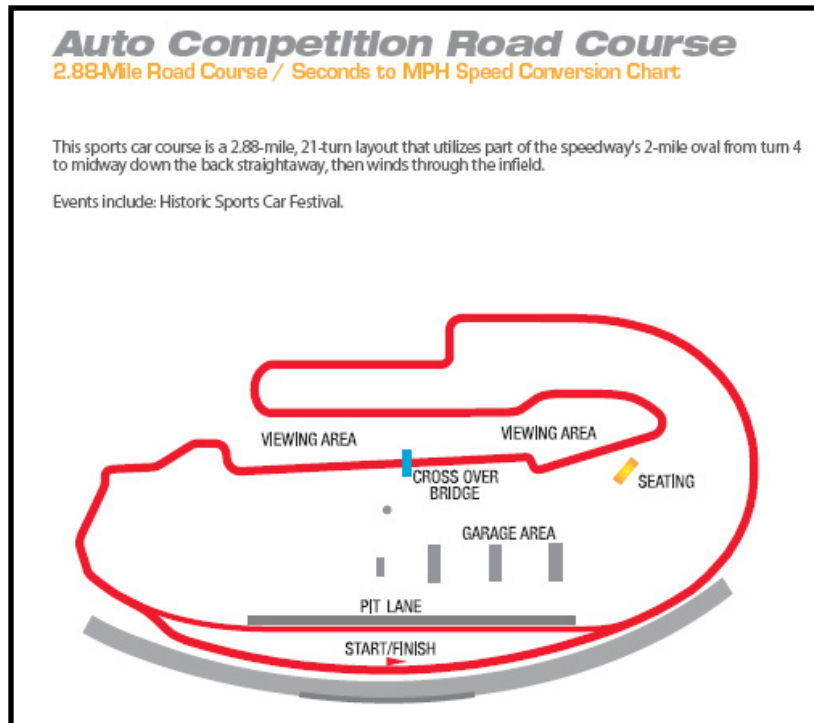 Auto Competition Road Course
2.88-Mile Road Course / Seconds to MPH Speed Conversion Chart
This sports car course is a 2.88-mile, 21-turn layout that utilizes part of the speedway's 2-mile oval from turn 4
to midway down the back straightaway, then winds through the infield.
Events include: Historic Sports Car Festival.
VIEWING AREA
VIEWING AREA
CROSS OVER
BRIDGE
SEATING
GARAGE AREA
PIT LANE
START/FINISH